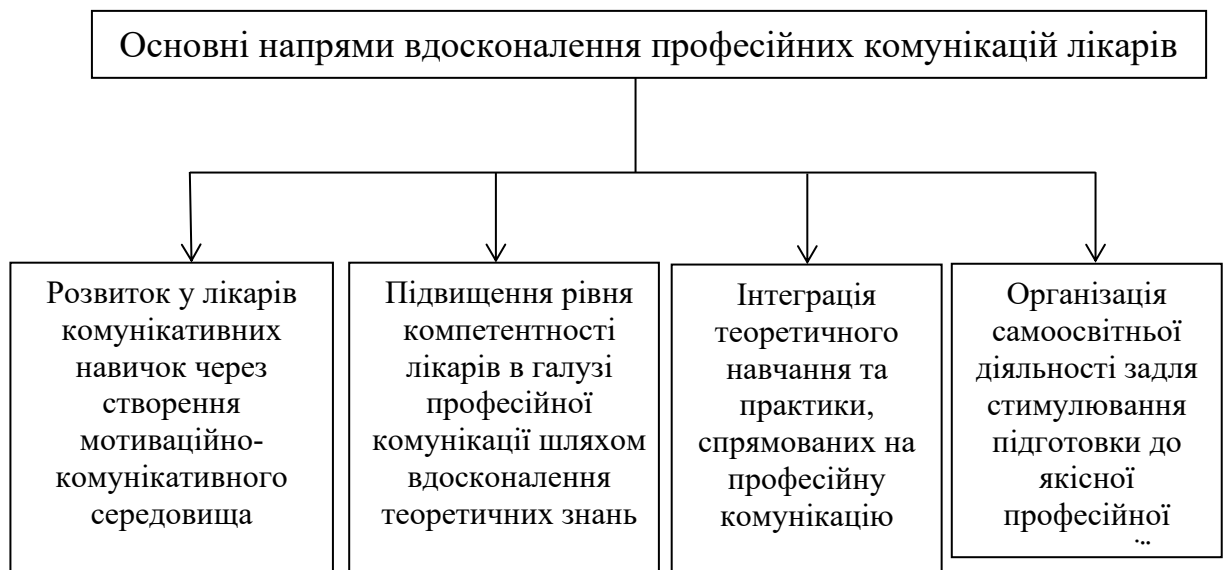 Основні напрями вдосконалення професійних комунікацій лікарів
Розвиток у лікарів
комунікативних
навичок через
створення
мотиваційно-
комунікативного
середовища
Підвищення рівня
компетентності
лікарів в галузі
професійної
комунікації шляхом
вдосконалення
теоретичних знань
Інтеграція
теоретичного
навчання та
практики,
спрямованих на
професійну
комунікацію
Організація
самоосвітньої
діяльності задля
стимулювання
підготовки до
якісної
професійної